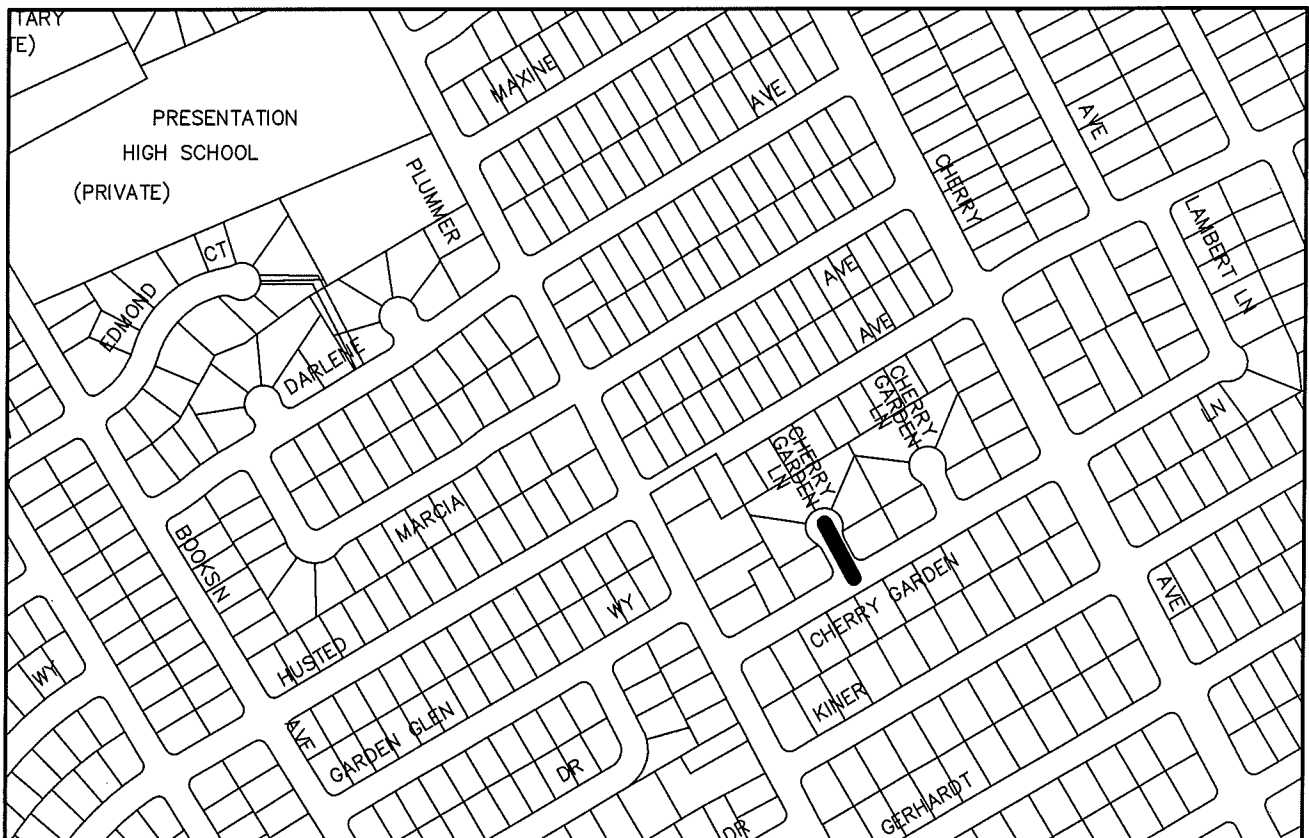 TARY
TE)
PRESENTATION
HIGH SCHOOL
(PRIVATE)
MAXINE
AVE
AVE
PLUMMER
CHERRY
LAMBERT LN
CT
EDMOND
DARLENE
AVE
AVE
CHERRY
GARDEN
LN
CHERRY
GARDEN
LN
LN
MARCIA
BOOKSIN
HUSTED
WY
CHERRY GARDEN
AVE
WY
KINER
AVE
GARDEN GLEN
DR
GERHARDT
DR